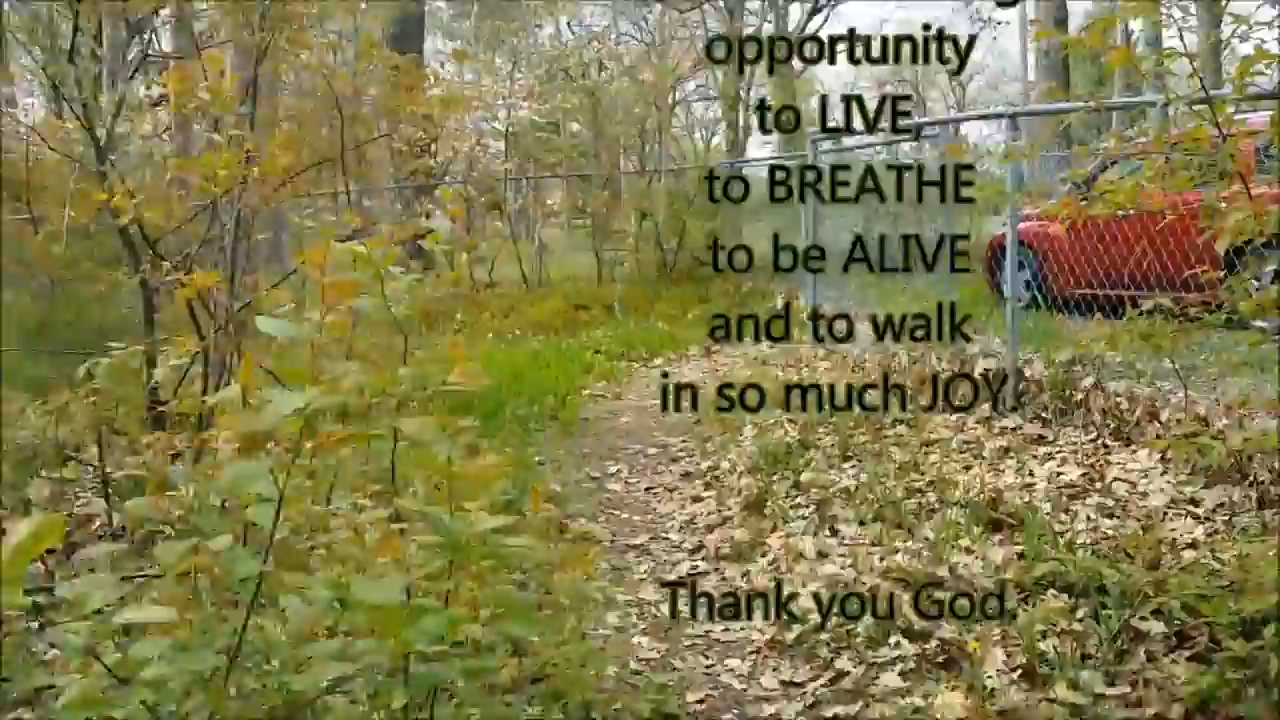 opportunity
to LIVE,
to BREATHE
to be ALIVE
and to walk
in so much JOY.
Thank you God.